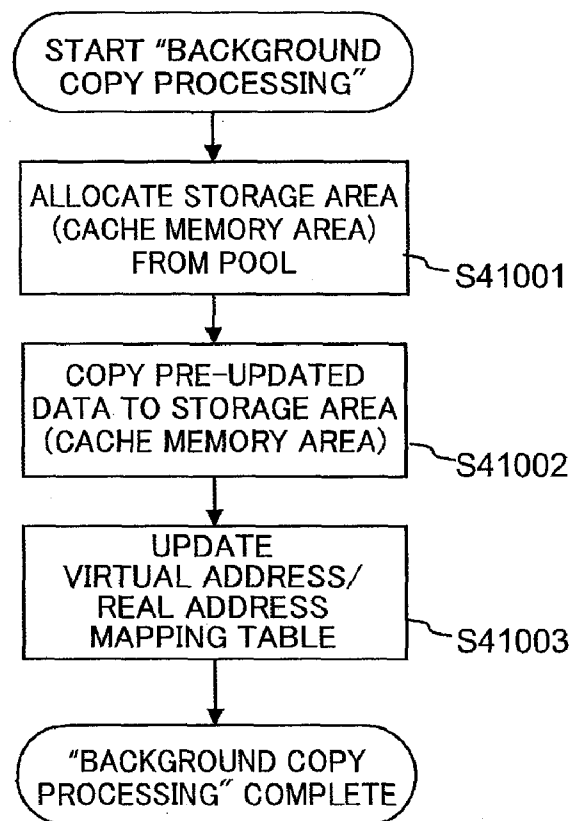 START "BACKGROUND
COPY PROCESSING"
ALLOCATE STORAGE AREA
(CACHE MEMORY AREA)
FROM POOL
S41001
COPY PRE-UPDATED
DATA TO STORAGE AREA
(CACHE MEMORY AREA)
S41002
UPDATE
VIRTUAL ADDRESS/
REAL ADDRESS
MAPPING TABLE
S41003
"BACKGROUND COPY
PROCESSING" COMPLETE